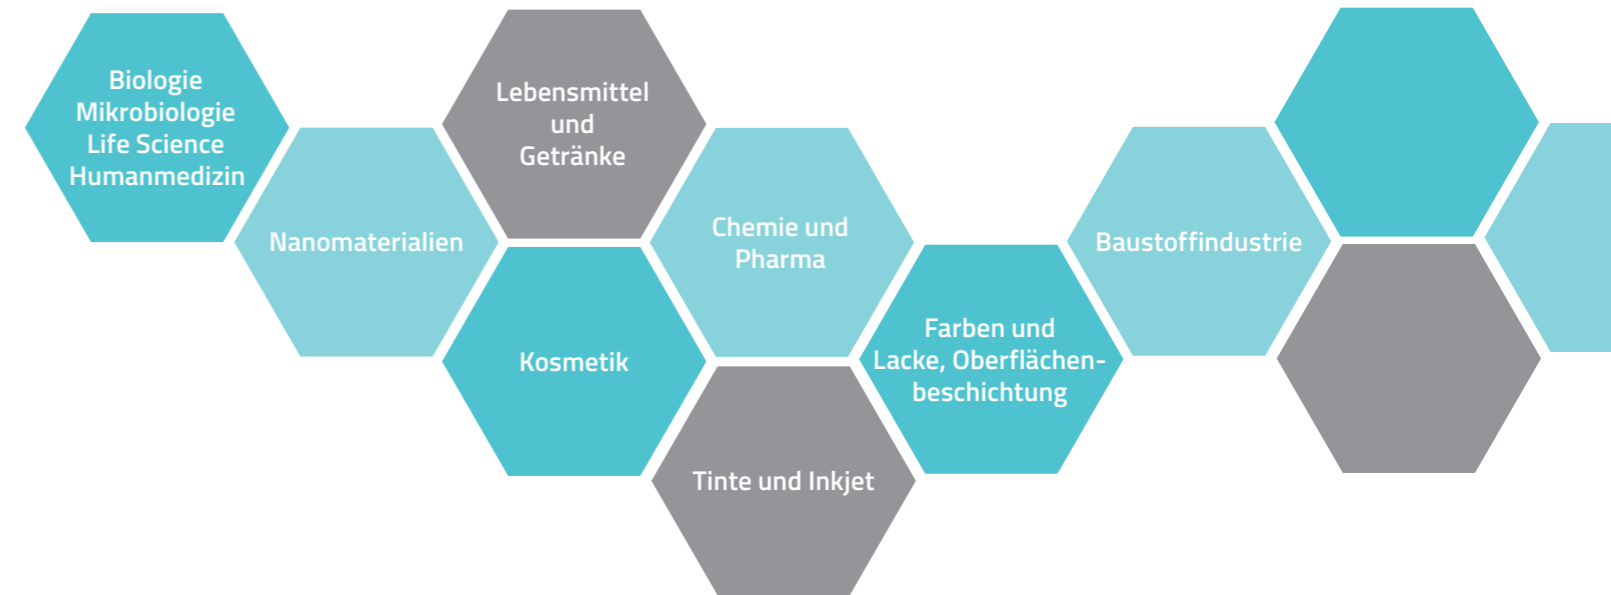 Biologie
Mikrobiologie
Life Science
Humanmedizin
Nanomaterialien
Lebensmittel
und
Getränke
Kosmetik
Chemie und
Pharma
Tinte und Inkjet
Farben und
Lacke, Oberflächen-
beschichtung
Baustoffindustrie